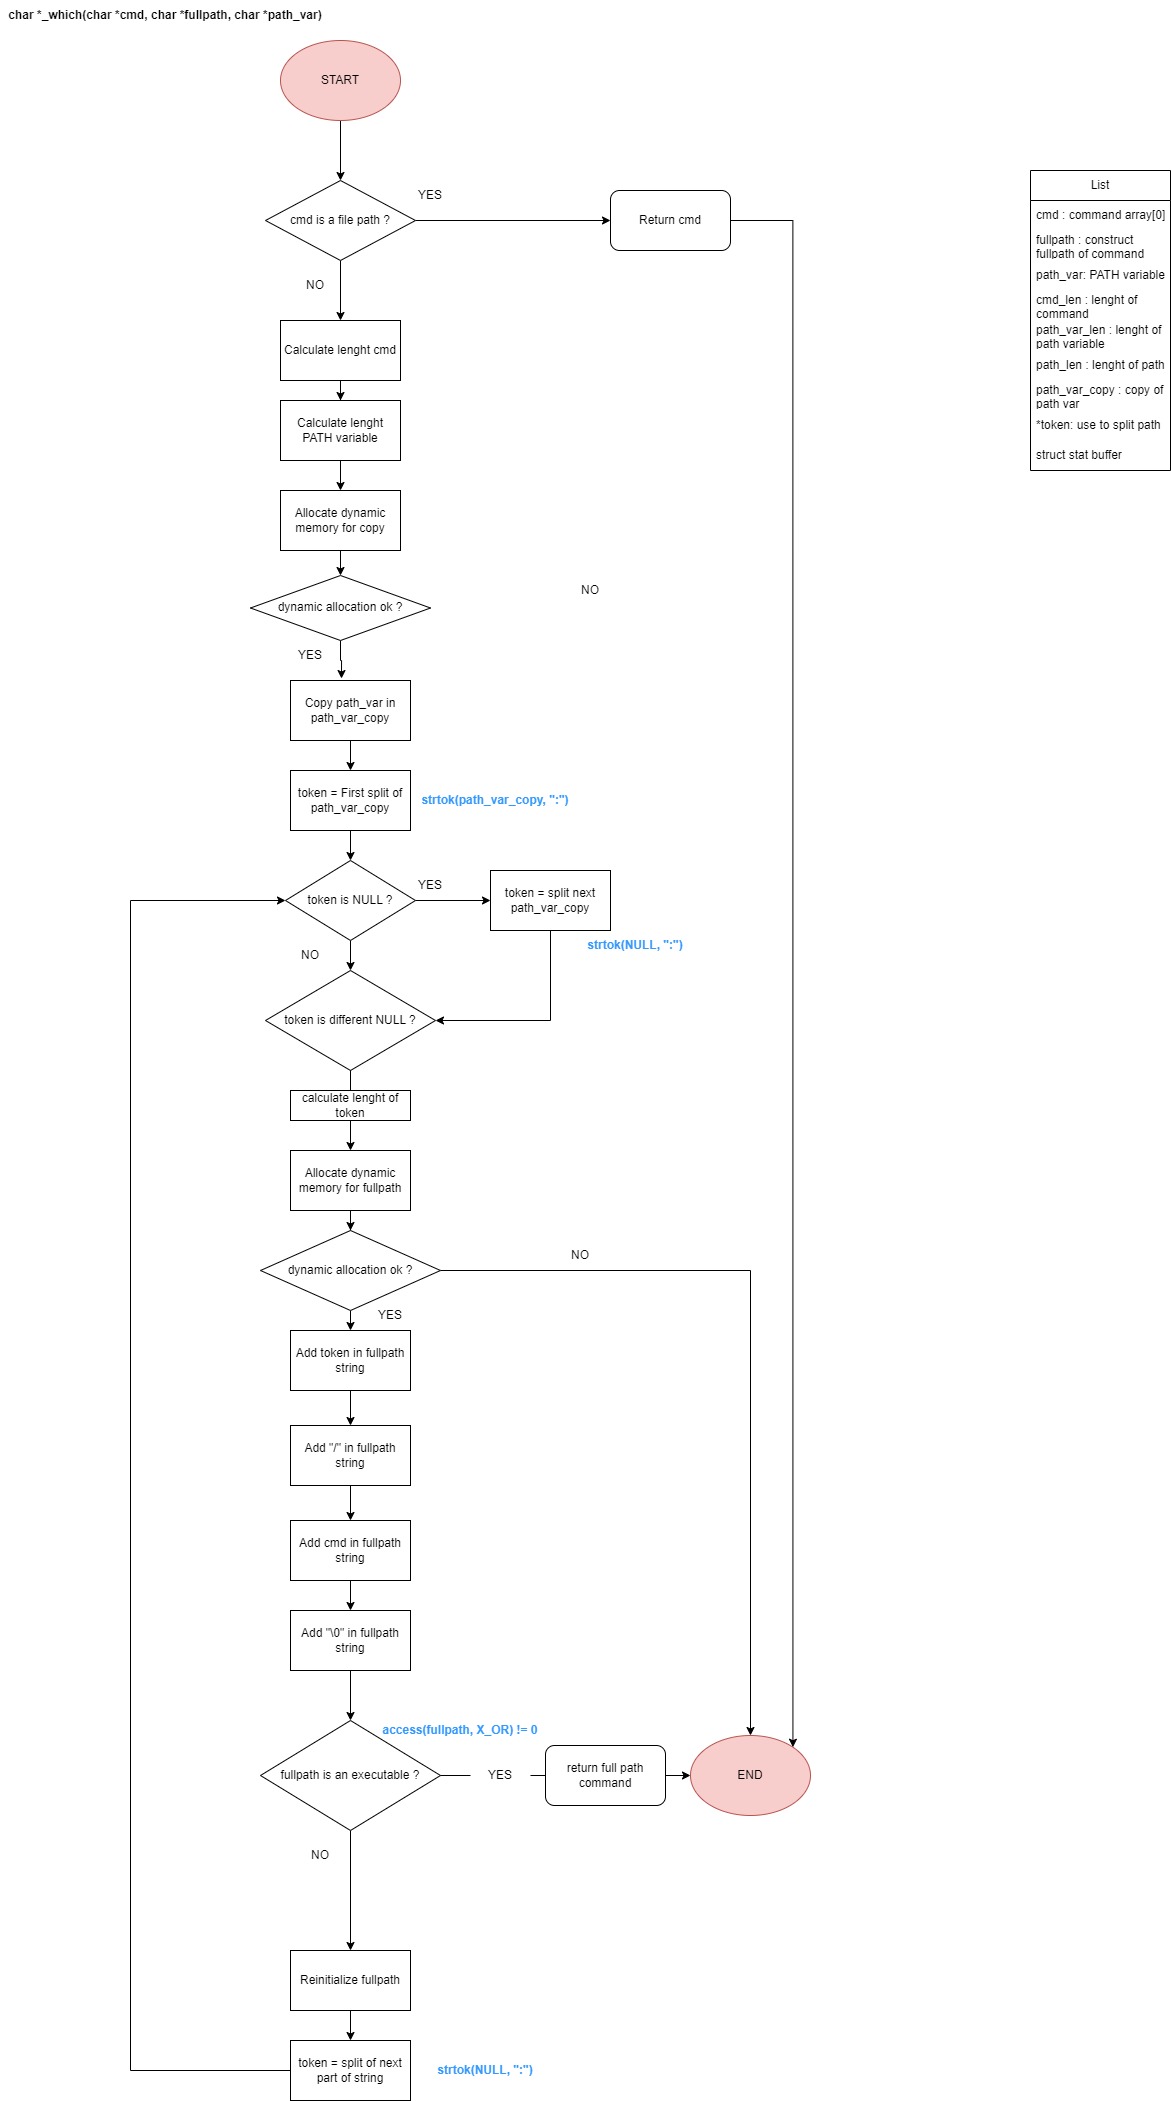 char *_which(char *cmd, char *fullpath, char *path_var)
START
cmd is a file path ?
YES
Return cmd
NO
List
cmd : command array[0]
fullpath : construct
fullpath of command
path_var: PATH variable
cmd_len : lenght of
command
path_var_len : lenght of
path variable
path_len : lenght of path
path_var_copy : copy of
path var
*token: use to split path
struct stat buffer
Calculate lenght cmd
Calculate lenght
PATH variable
Allocate dynamic
memory for copy
dynamic allocation ok ?
NO
YES
Copy path_var in
path_var_copy
token = First split of
path_var_copy
strtok(path_var_copy, ":")
token is NULL ?
YES
token = split next
path_var_copy
strtok(NULL, ":")
NO
token is different NULL ?
calculate lenght of
token
Allocate dynamic
memory for fullpath
dynamic allocation ok ?
NO
YES
Add token in fullpath
string
Add "/" in fullpath
string
Add cmd in fullpath
string
Add "\0" in fullpath
string
access(fullpath, X_OR) != 0
fullpath is an executable ?
YES
return full path
command
END
NO
Reinitialize fullpath
token = split of next
part of string
strtok(NULL, ":")